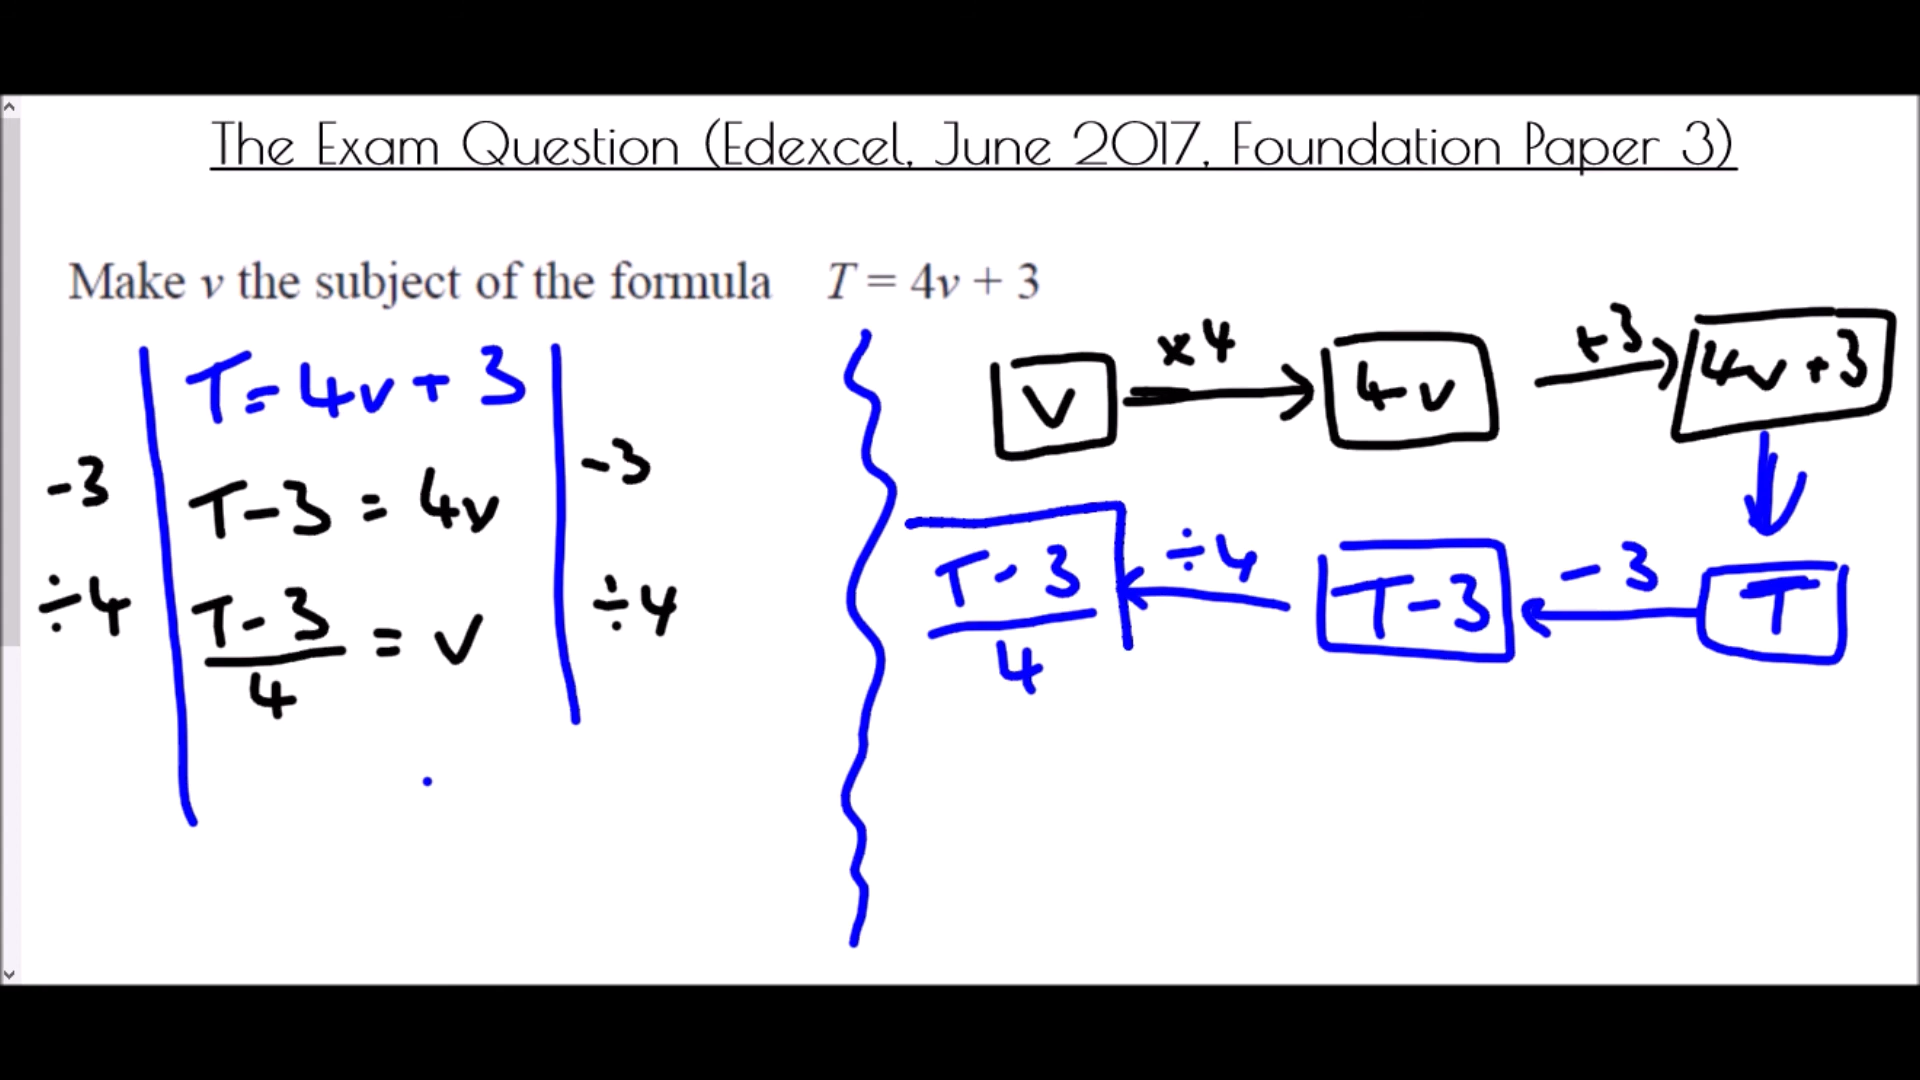 The Exam Question (Edexcel, June 2017, Foundation Paper 3)
Make v the subject of the formula T = 4v + 3
T = 4v + 3
-3 T - 3 = 4v -3
÷4 T - 3 = v ÷4
4
v ×4 4v +3 4v + 3
T - 3 ÷4 T - 3 - 3 T
4